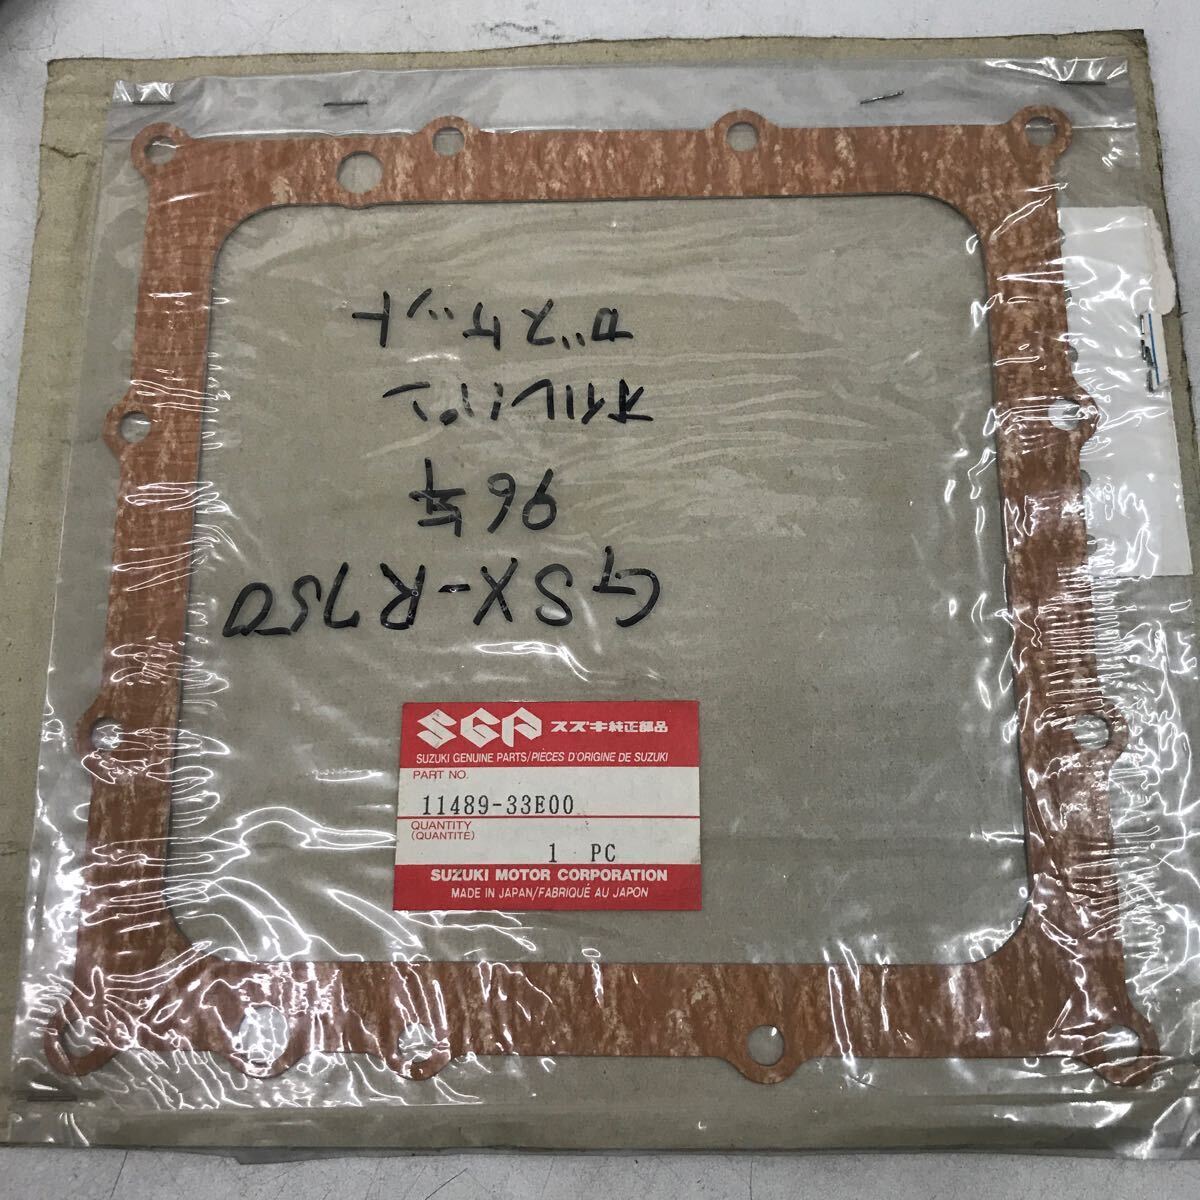 GSX-R750
96年
オイルパン
ガスケット
SGP スズキ純正部品
SUZUKI GENUINE PARTS/PIÈCES D'ORIGINE DE SUZUKI
PART NO.
11489-33E00
QUANTITY
(QUANTITÉ)
1 PC
SUZUKI MOTOR CORPORATION
MADE IN JAPAN/FABRIQUÉ AU JAPON